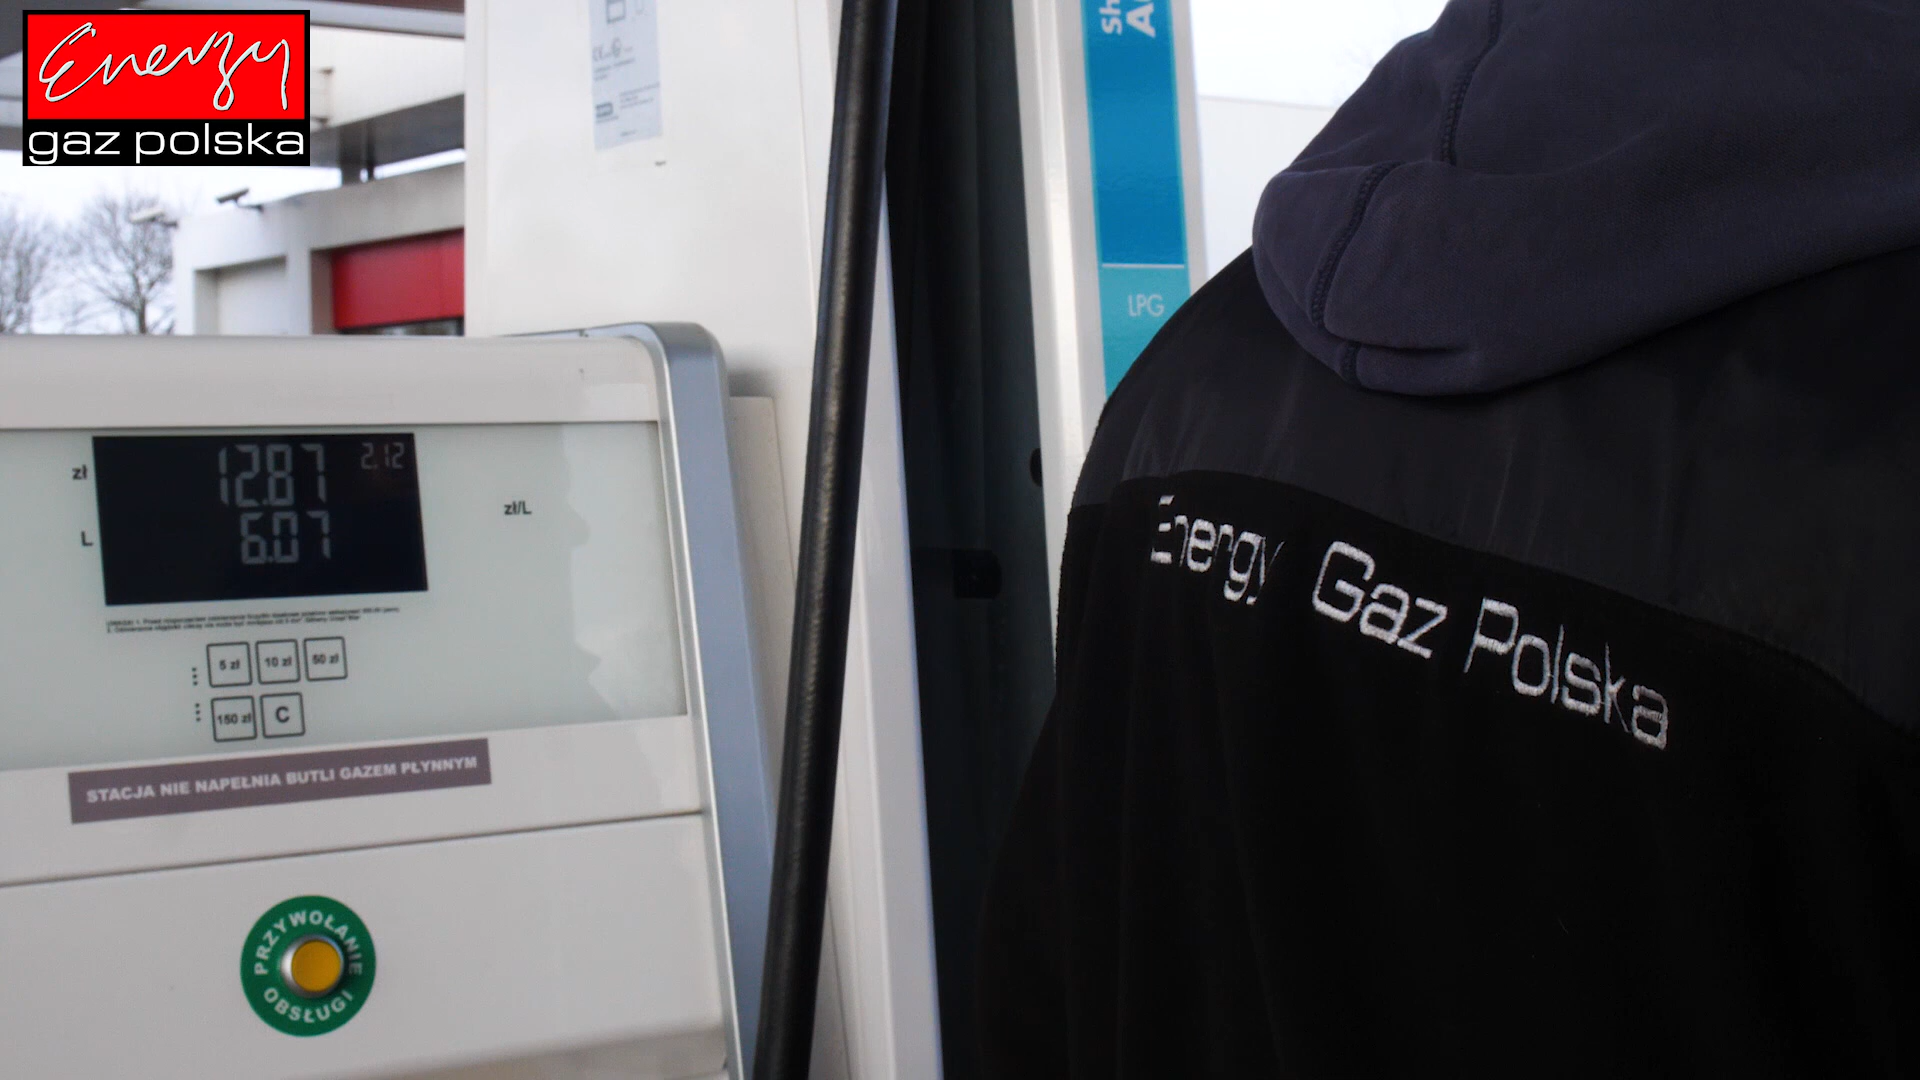 Energy
gaz polska
Sh
LPG
zł 12.87 2.12
L 6.07
zł/L
5 zł 10 zł 50 zł
150 zł C
STACJA NIE NAPEŁNIA BUTLI GAZEM PŁYNNYM
PRZYWOŁANIE
OBSŁUGI
Energy Gaz Polska